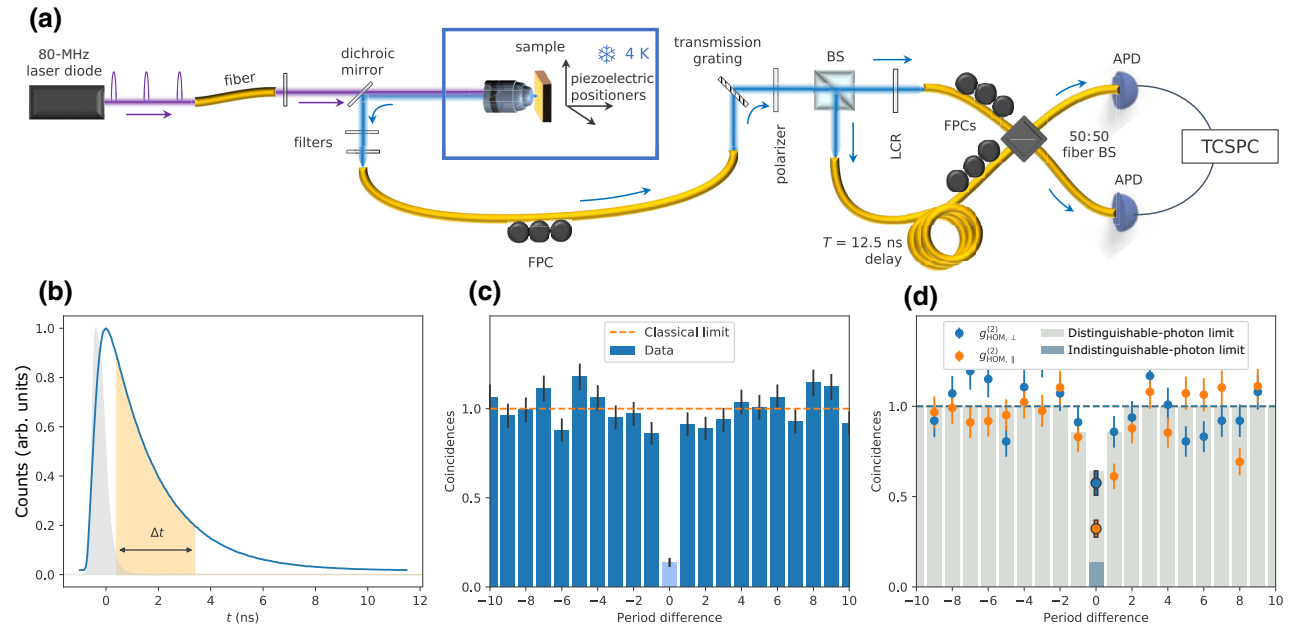 (a)
80-MHz
laser diode
fiber
dichroic
mirror
filters
sample
❄ 4 K
piezoelectric
positioners
FPC
transmission
grating
polarizer
BS
LCR
FPCs
T = 12.5 ns
delay
50:50
fiber BS
APD
TCSPC
APD
(b)
Counts (arb. units)
1.0
0.8
0.6
0.4
0.2
0.0
Δt
0 2 4 6 8 10 12
t (ns)
(c)
Classical limit
Data
Coincidences
1.0
0.5
0.0
−10 −8 −6 −4 −2 0 2 4 6 8 10
Period difference
(d)
g(2)HOM, ⊥
g(2)HOM, ∥
Distinguishable-photon limit
Indistinguishable-photon limit
Coincidences
1.0
0.5
0.0
−10 −8 −6 −4 −2 0 2 4 6 8 10
Period difference